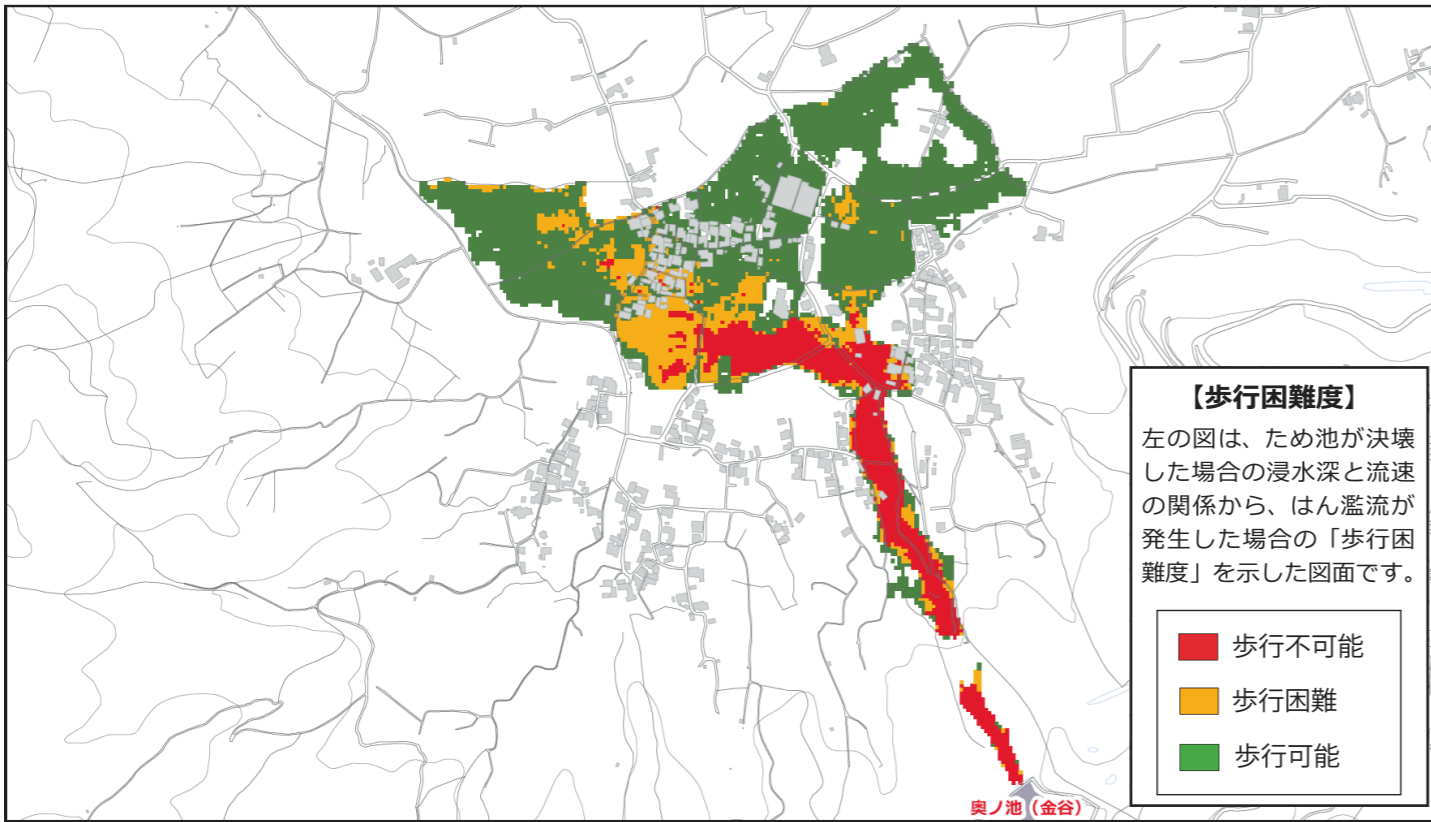 【歩行困難度】
左の図は、ため池が決壊
した場合の浸水深と流速
の関係から、はん濫流が
発生した場合の「歩行困
難度」を示した図面です。
歩行不可能
歩行困難
歩行可能
奥ノ池（金谷）